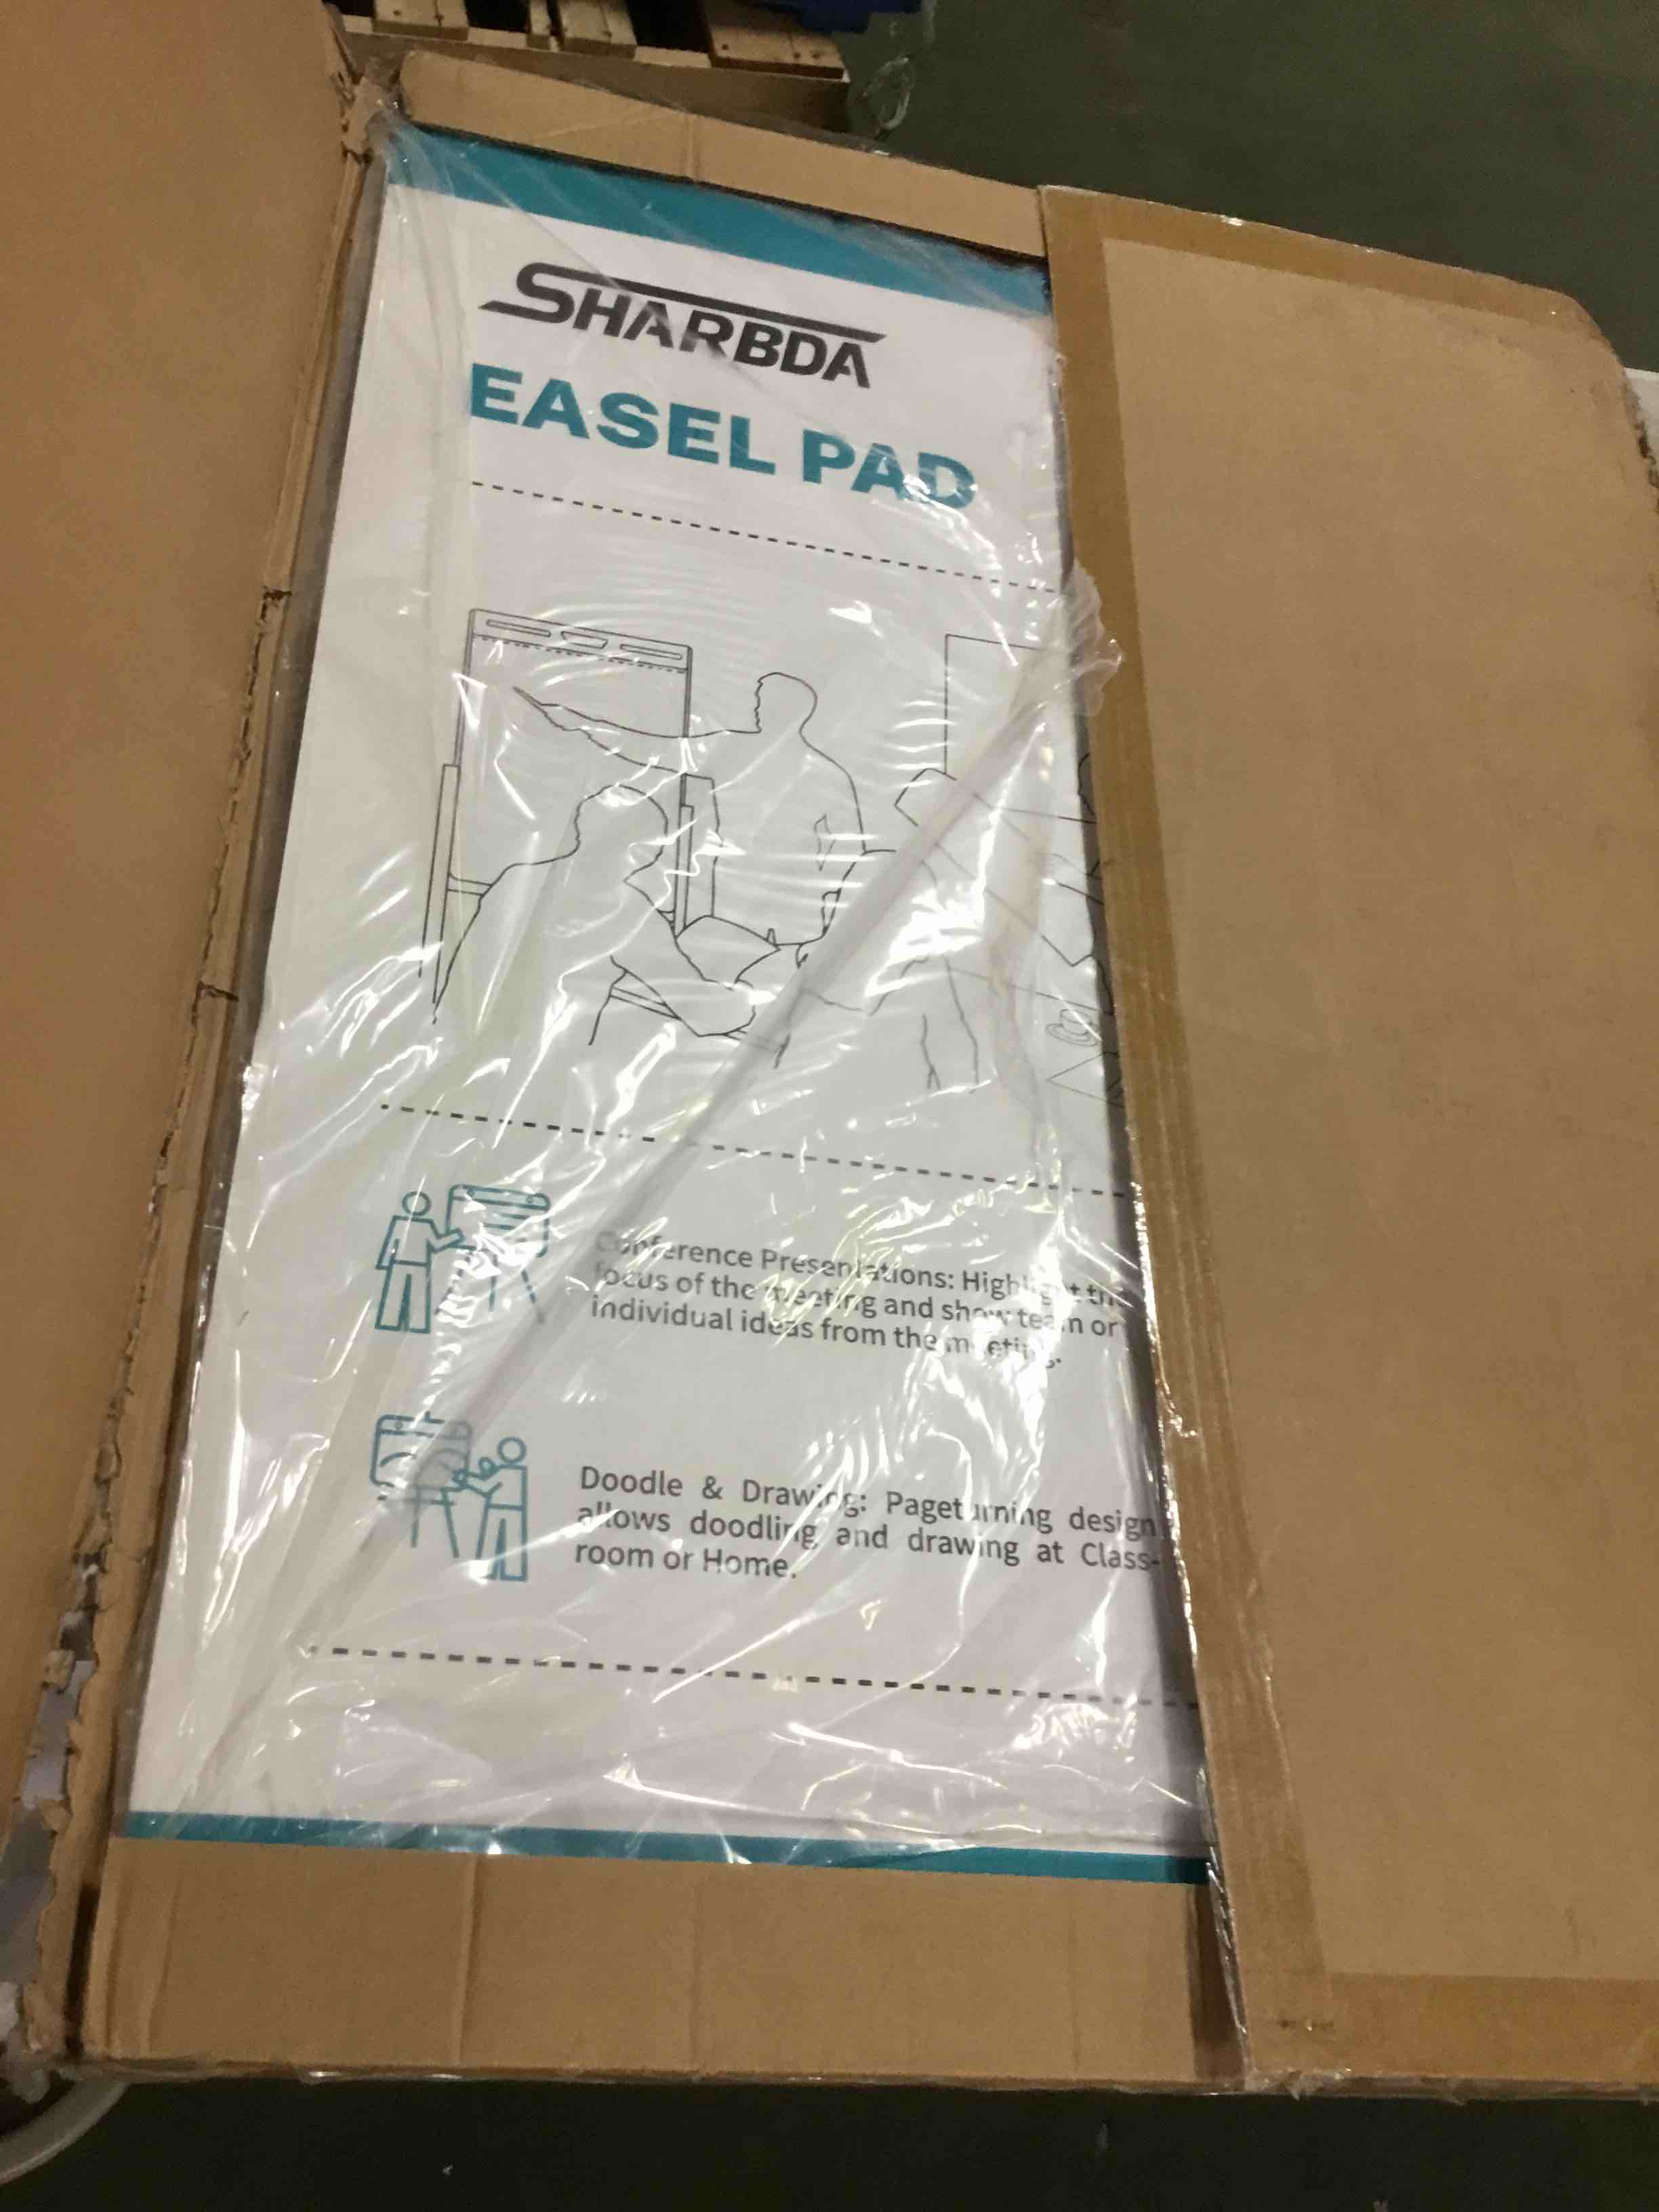 SHARBDA
EASEL PAD
Conference Presentations: Highlight the
focus of the meeting and show team or
individual ideas from the meeting.
Doodle & Drawing: Pageturning design
allows doodling and drawing at Class-
room or Home.